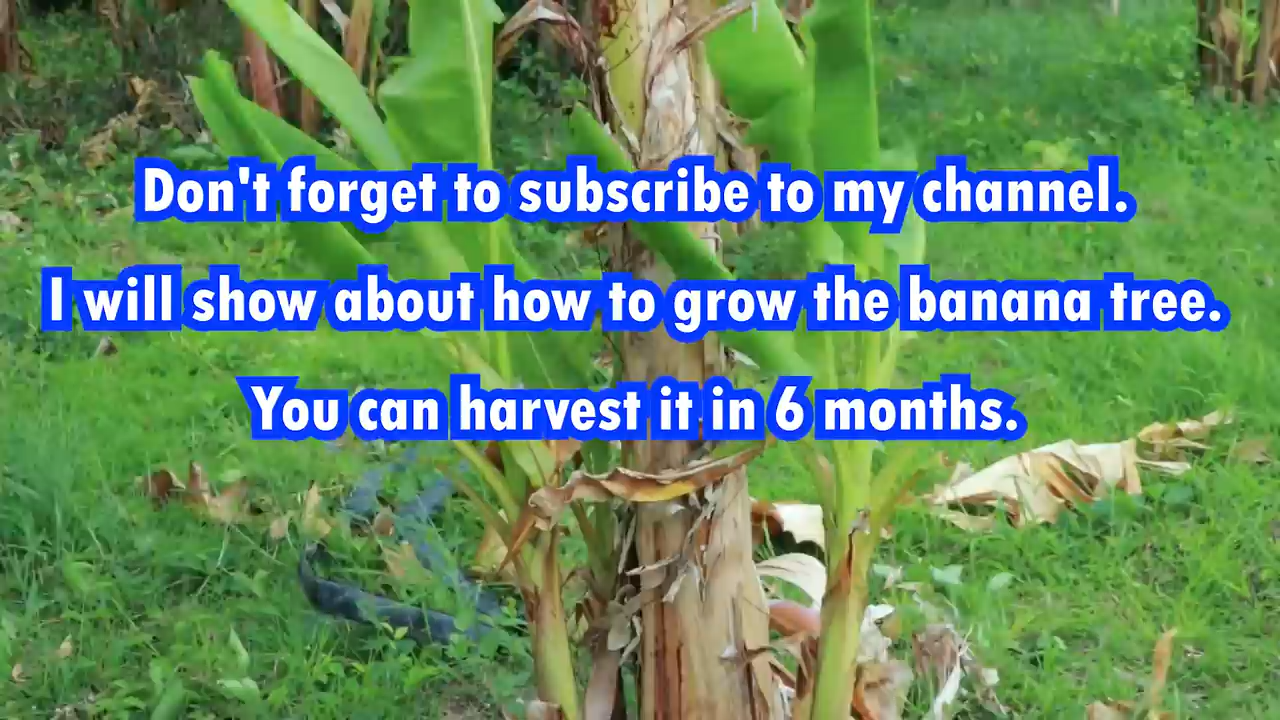 Don't forget to subscribe to my channel.
I will show about how to grow the banana tree.
You can harvest it in 6 months.